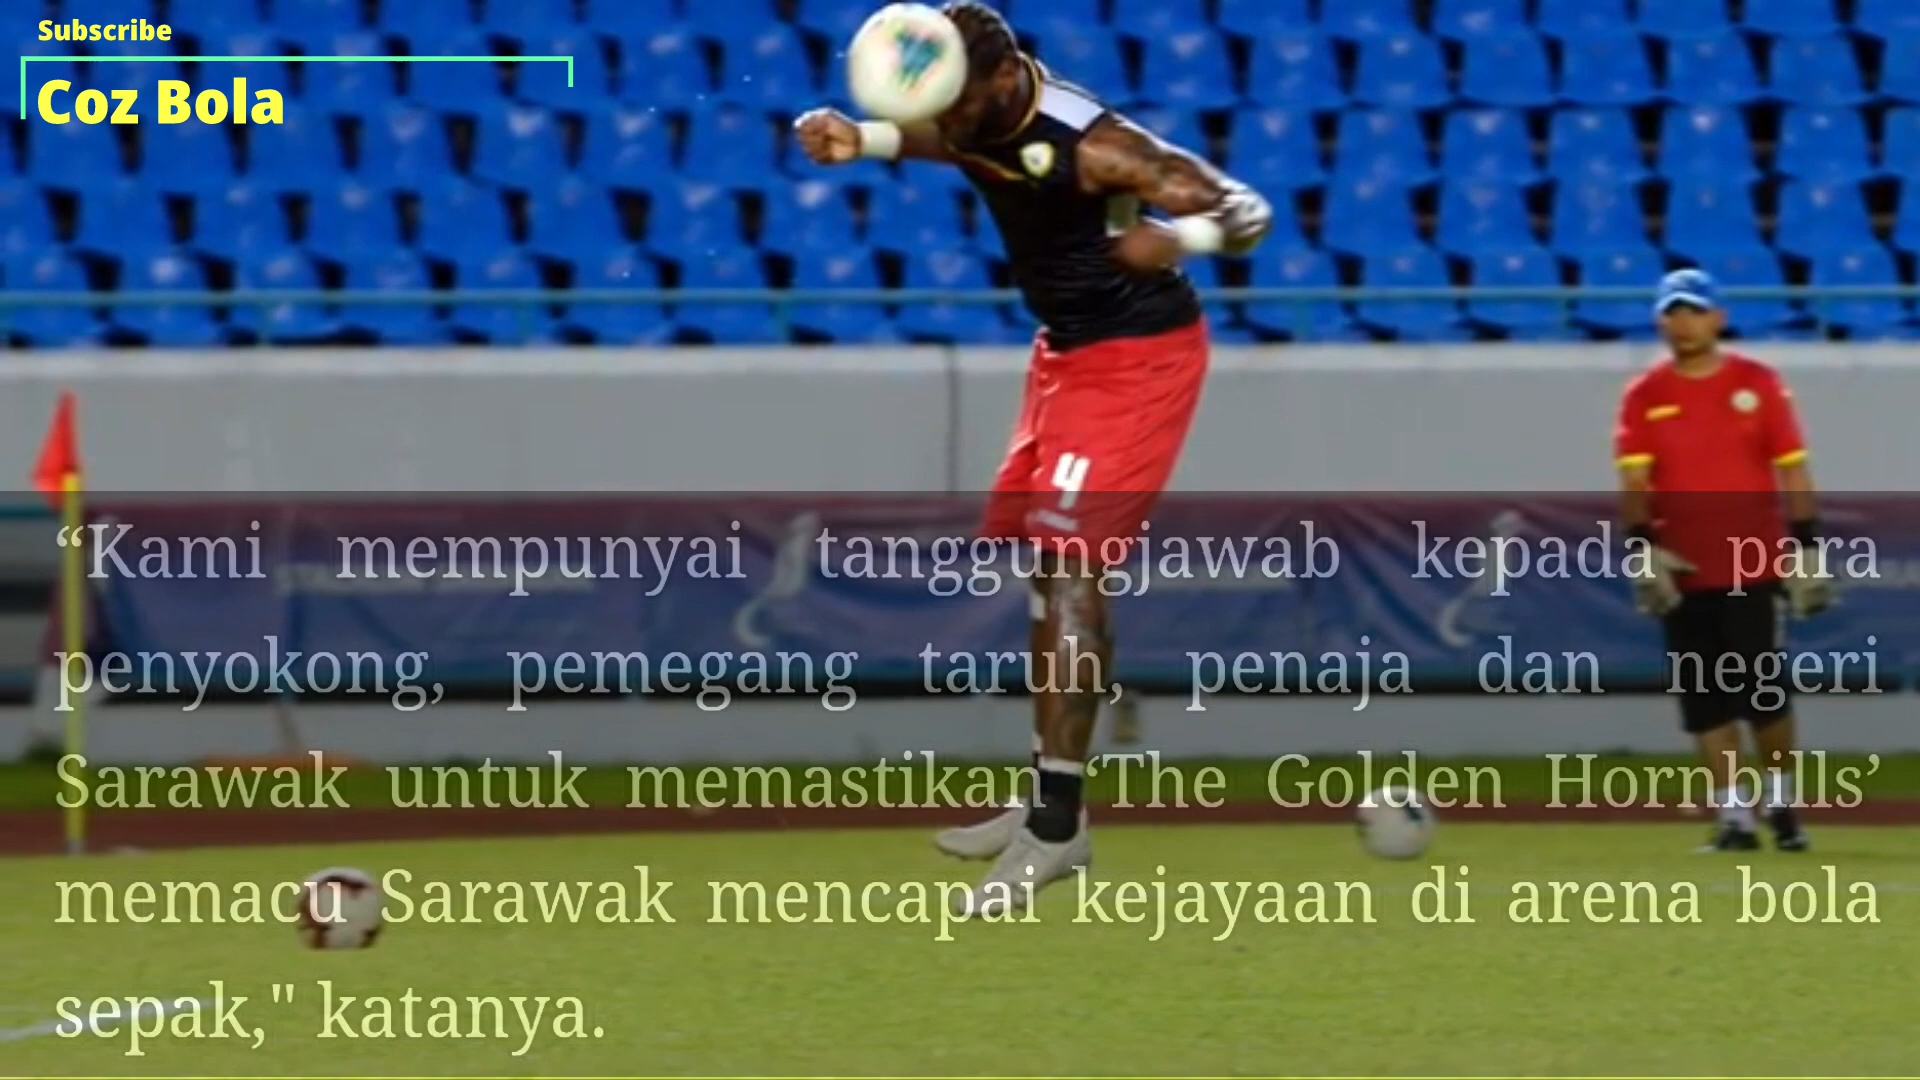 Subscribe
Coz Bola
4
“Kami mempunyai tanggungjawab kepada para
penyokong, pemegang taruh, penaja dan negeri
Sarawak untuk memastikan ‘The Golden Hornbills’
memacu Sarawak mencapai kejayaan di arena bola
sepak," katanya.